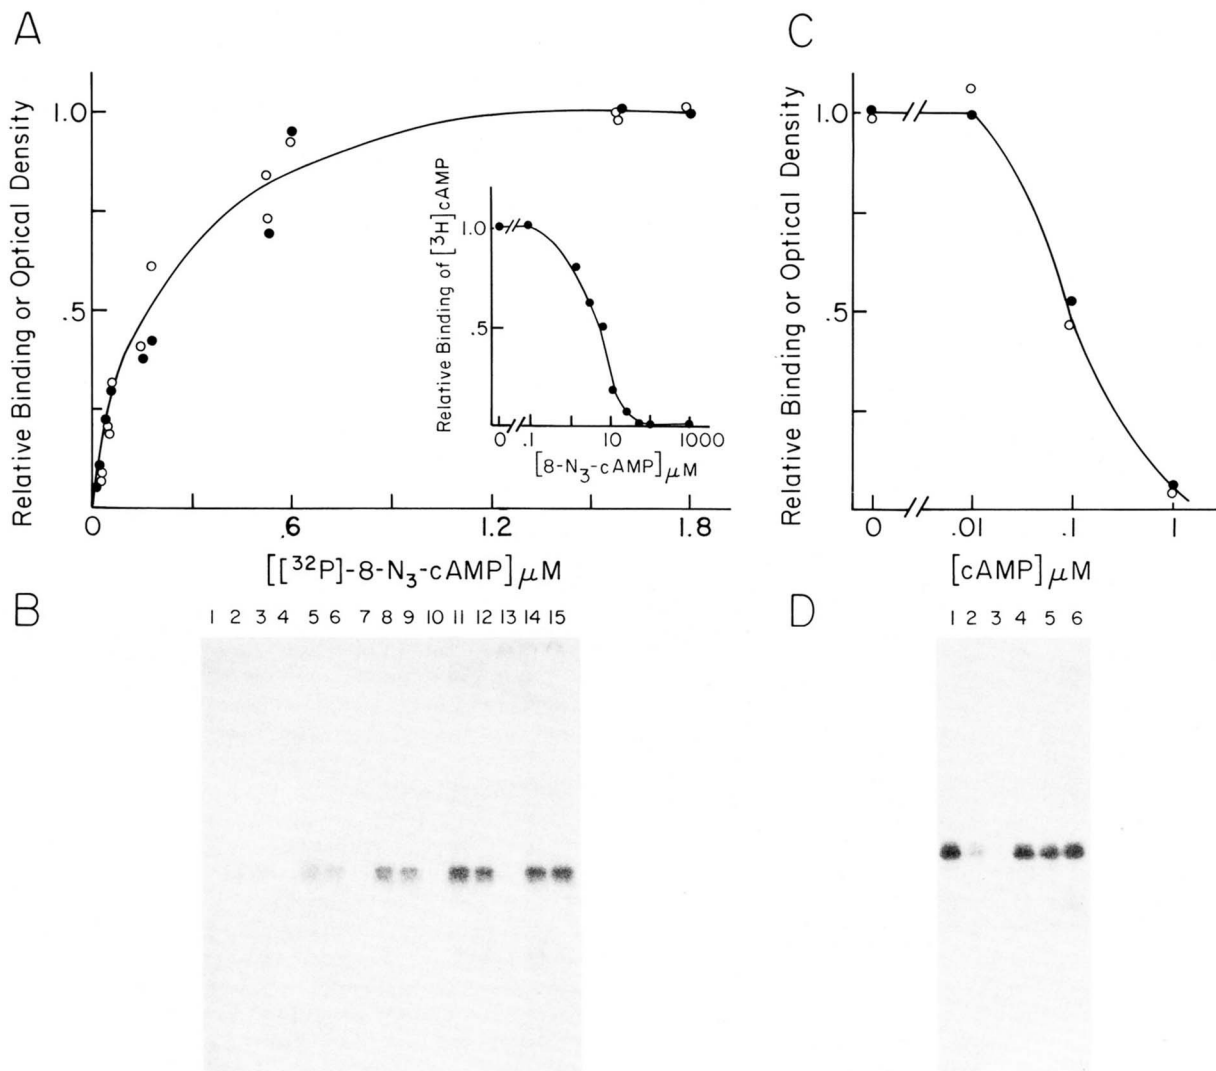 A
Relative Binding or Optical Density
1.0
.5
0
.6
1.2
1.8
[[³²P]-8-N₃-cAMP] μM
Relative Binding of [³H]cAMP
1.0
.5
0 .1 1 10 1000
[8-N₃-cAMP] μM
C
Relative Binding or Optical Density
1.0
.5
0 .01 .1 1
[cAMP] μM
B
1 2 3 4 5 6 7 8 9 10 11 12 13 14 15
D
1 2 3 4 5 6